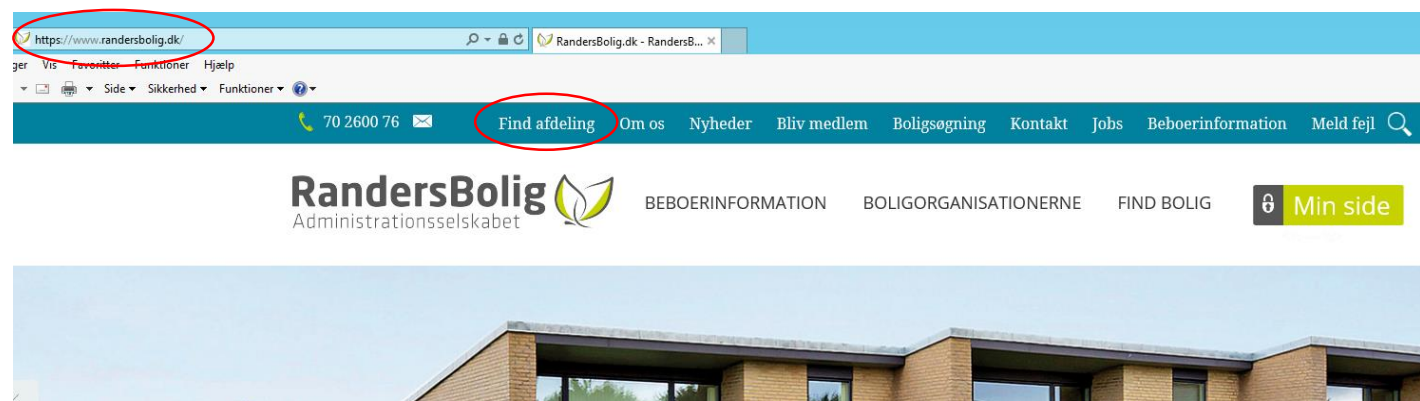 https://www.randersbolig.dk/
RandersBolig.dk - RandersB...
ger Vis Favoritter Funktioner Hjælp
Side Sikkerhed Funktioner
70 2600 76 Find afdeling Om os Nyheder Bliv medlem Boligsøgning Kontakt Jobs Beboerinformation Meld fejl
RandersBolig
Administrationsselskabet
BEBOERINFORMATION BOLIGORGANISATIONERNE FIND BOLIG Min side